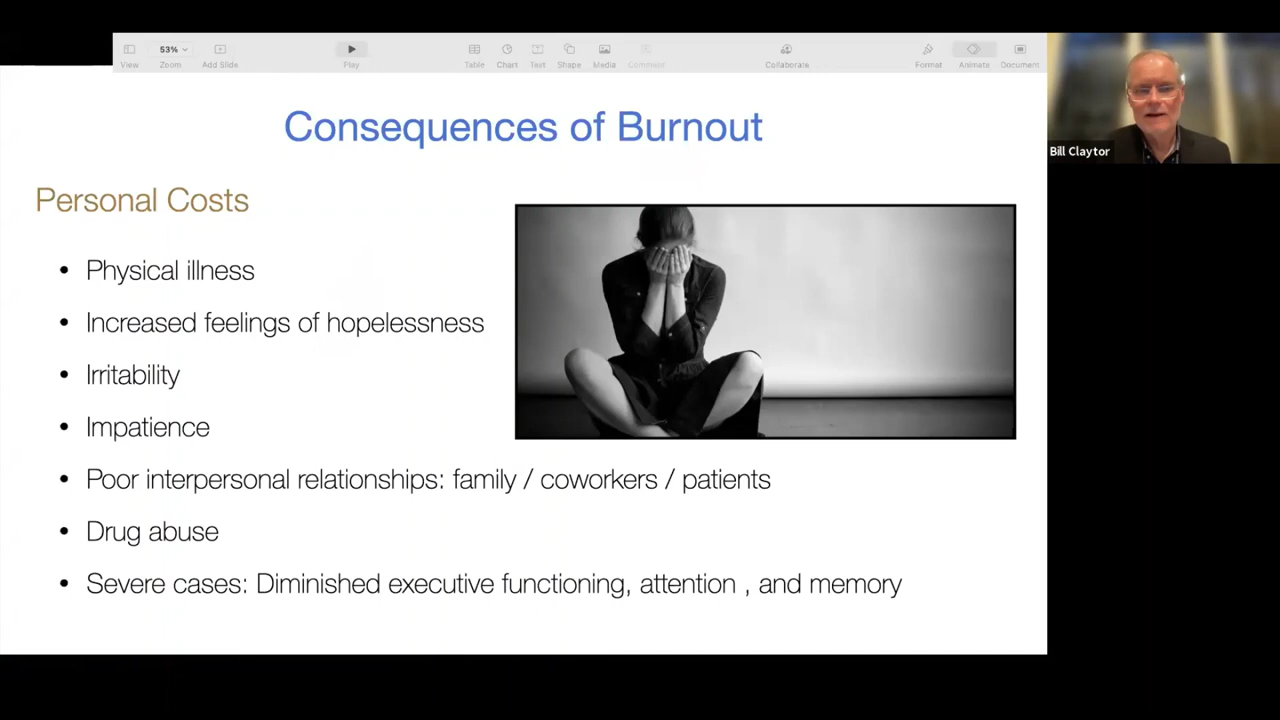 53%
View
Zoom
Add Slide
Play
Table
Chart
Text
Shape
Media
Comment
Collaborate
Format
Animate
Document
Bill Claytor
Consequences of Burnout
Personal Costs
• Physical illness
• Increased feelings of hopelessness
• Irritability
• Impatience
• Poor interpersonal relationships: family / coworkers / patients
• Drug abuse
• Severe cases: Diminished executive functioning, attention , and memory